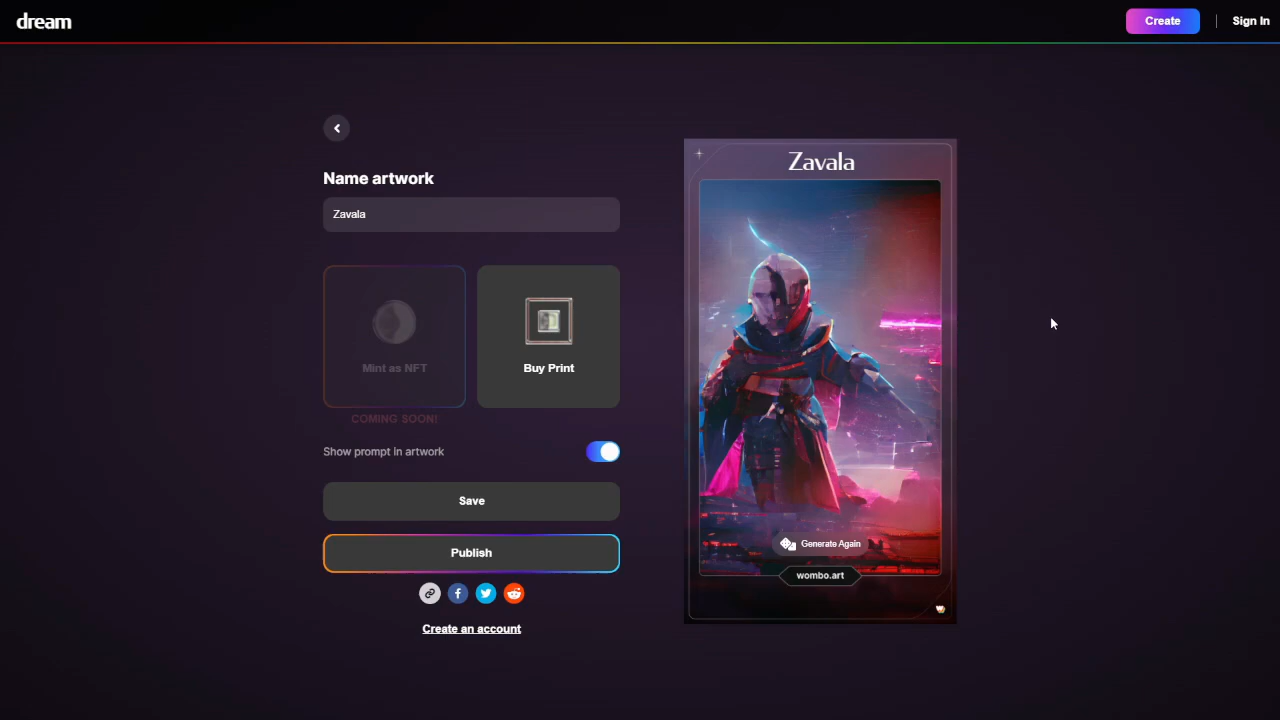 dream
Create
Sign In
Name artwork
Zavala
Mint as NFT
Buy Print
COMING SOON!
Show prompt in artwork
Save
Publish
Create an account
Zavala
Generate Again
wombo.art